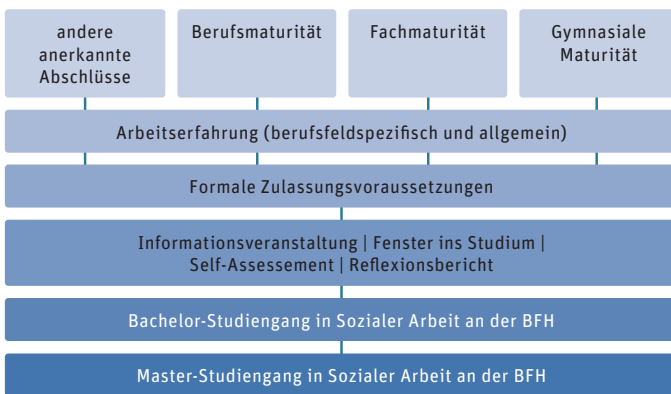 andere
anerkannte
Abschlüsse
Berufsmaturität
Fachmaturität
Gymnasiale
Maturität
Arbeitserfahrung (berufsfeldspezifisch und allgemein)
Formale Zulassungsvoraussetzungen
Informationsveranstaltung | Fenster ins Studium |
Self-Assessement | Reflexionsbericht
Bachelor-Studiengang in Sozialer Arbeit an der BFH
Master-Studiengang in Sozialer Arbeit an der BFH